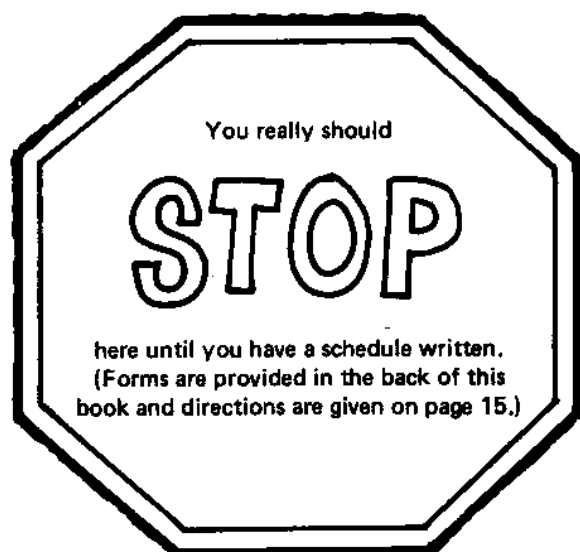 You really should
STOP
here until you have a schedule written.
(Forms are provided in the back of this
book and directions are given on page 15.)